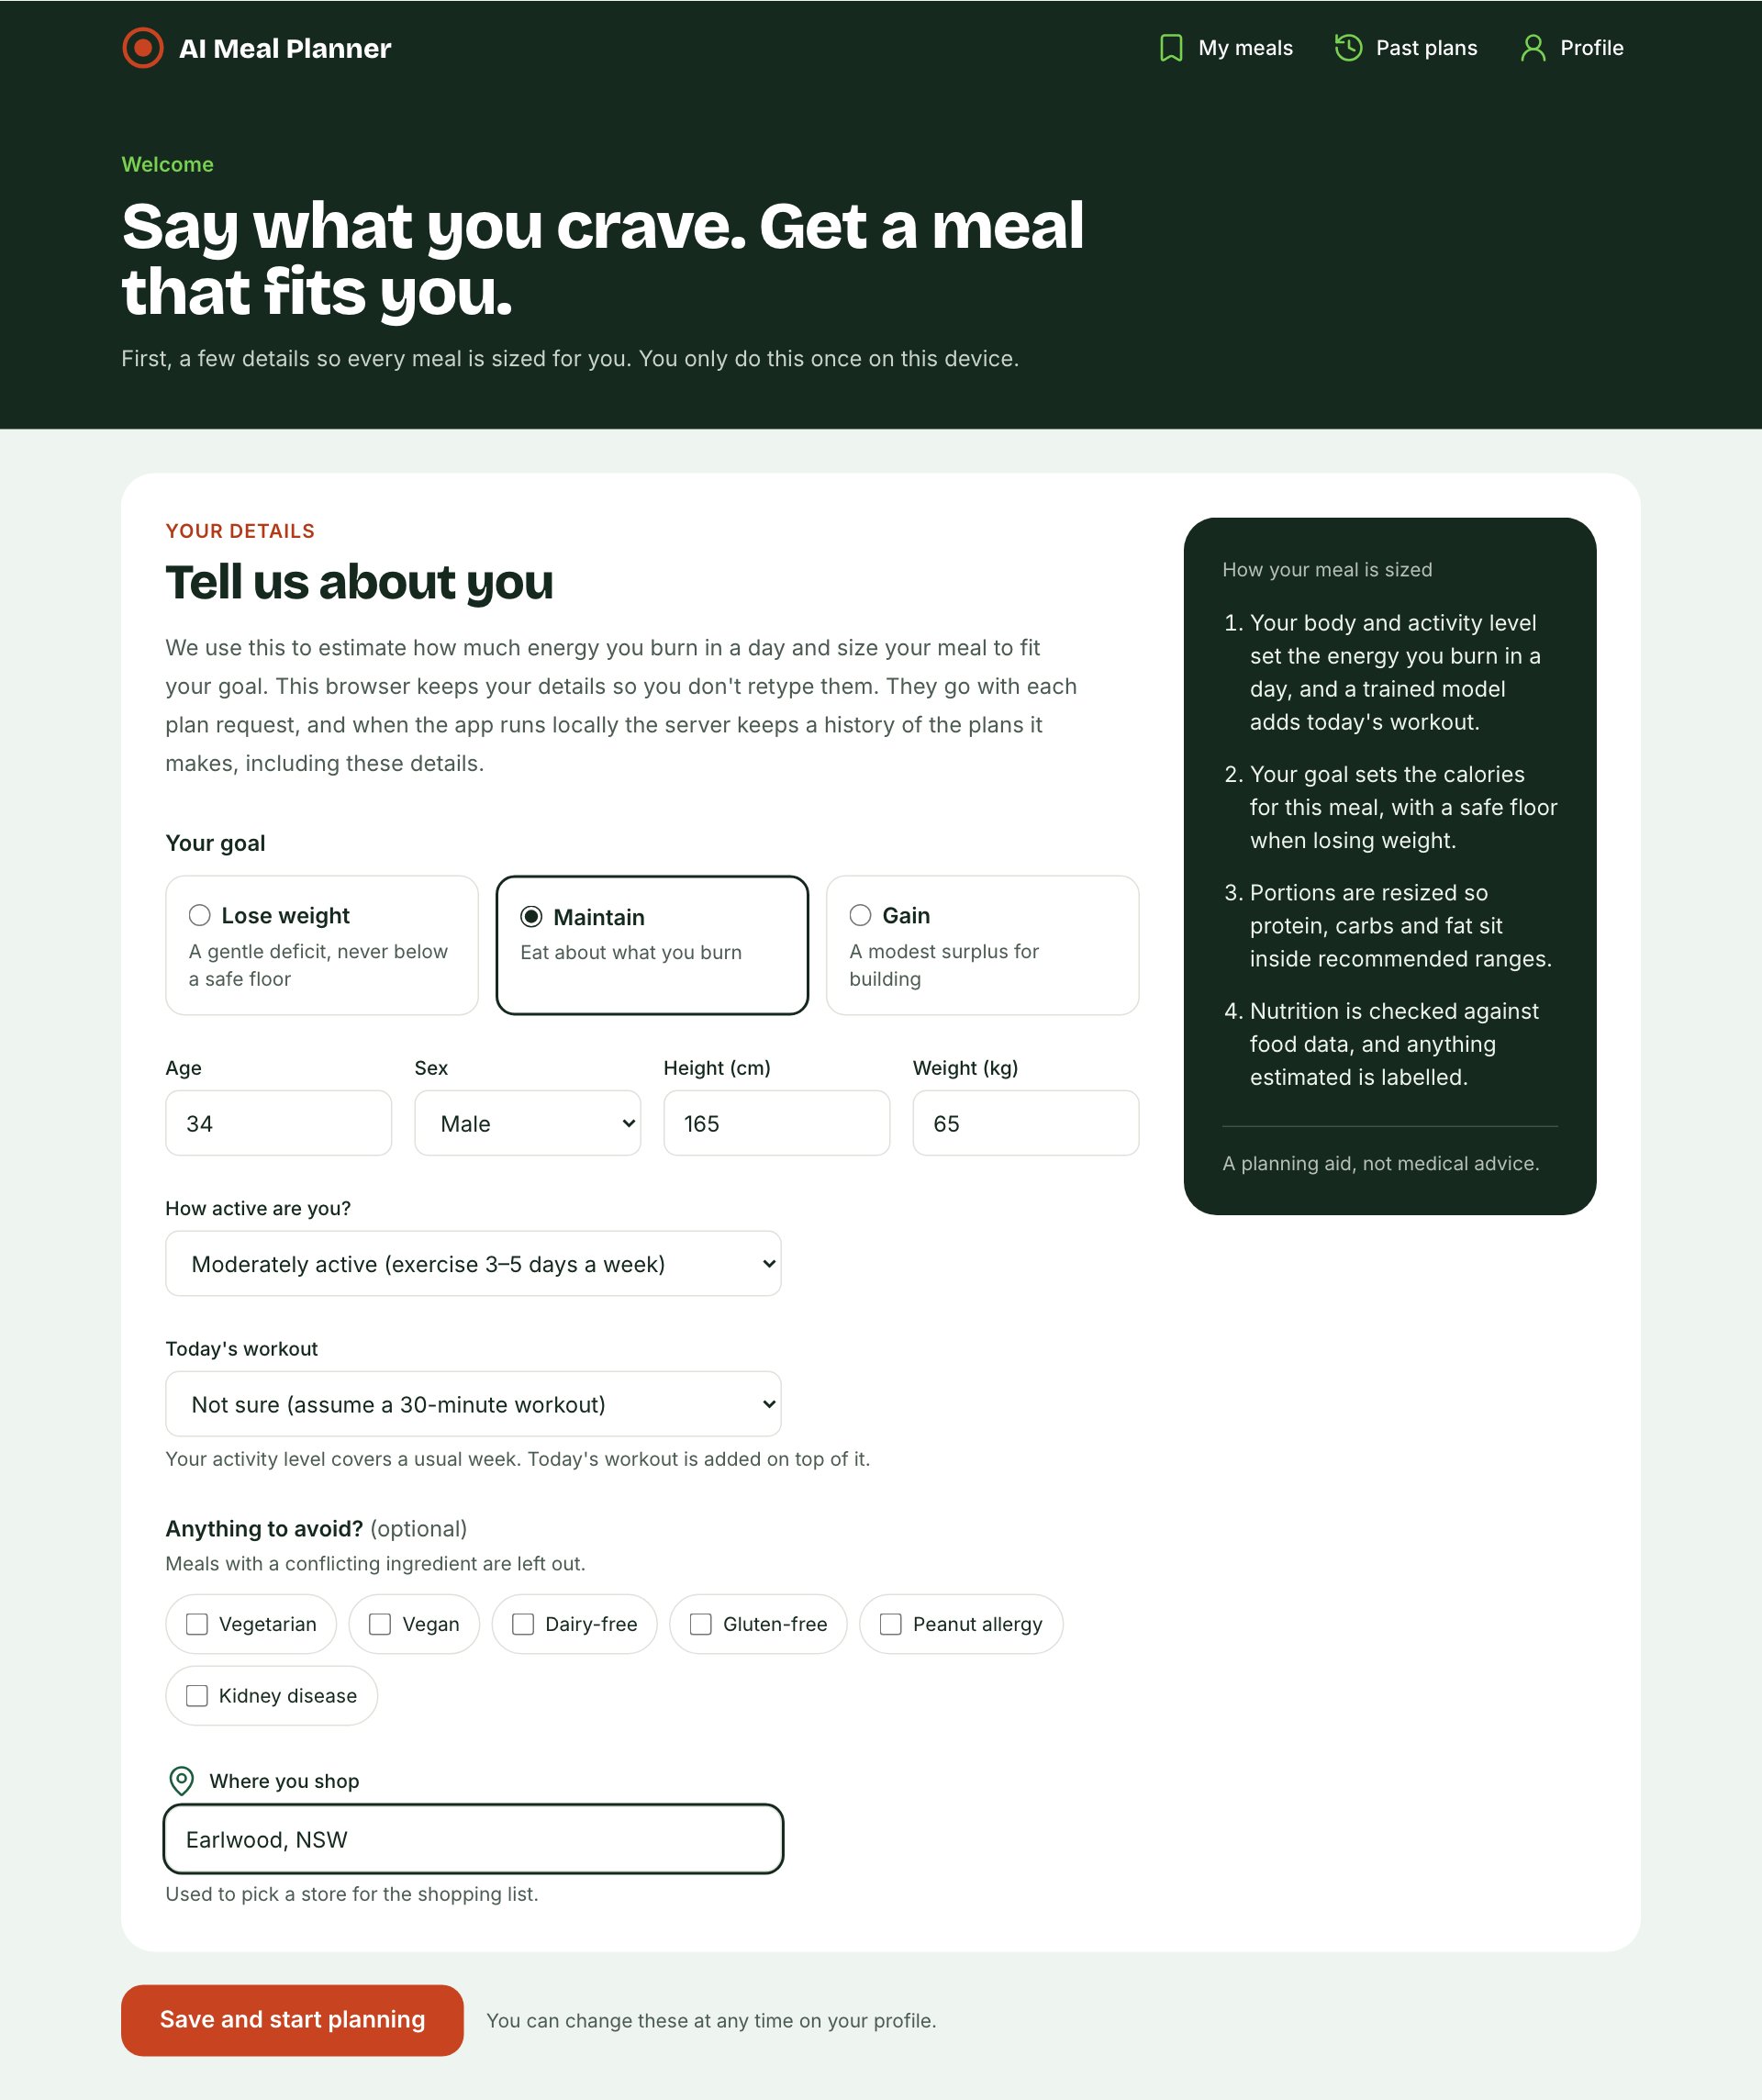 AI Meal Planner
My meals
Past plans
Profile
Welcome
Say what you crave. Get a meal
that fits you.
First, a few details so every meal is sized for you. You only do this once on this device.
YOUR DETAILS
Tell us about you
We use this to estimate how much energy you burn in a day and size your meal to fit
your goal. This browser keeps your details so you don't retype them. They go with each
plan request, and when the app runs locally the server keeps a history of the plans it
makes, including these details.
Your goal
Lose weight
A gentle deficit, never below
a safe floor
Maintain
Eat about what you burn
Gain
A modest surplus for
building
Age
Sex
Height (cm)
Weight (kg)
34
Male
165
65
How active are you?
Moderately active (exercise 3–5 days a week)
Today's workout
Not sure (assume a 30-minute workout)
Your activity level covers a usual week. Today's workout is added on top of it.
Anything to avoid? (optional)
Meals with a conflicting ingredient are left out.
Vegetarian
Vegan
Dairy-free
Gluten-free
Peanut allergy
Kidney disease
Where you shop
Earlwood, NSW
Used to pick a store for the shopping list.
How your meal is sized
1. Your body and activity level
set the energy you burn in a
day, and a trained model
adds today's workout.
2. Your goal sets the calories
for this meal, with a safe floor
when losing weight.
3. Portions are resized so
protein, carbs and fat sit
inside recommended ranges.
4. Nutrition is checked against
food data, and anything
estimated is labelled.
A planning aid, not medical advice.
Save and start planning
You can change these at any time on your profile.